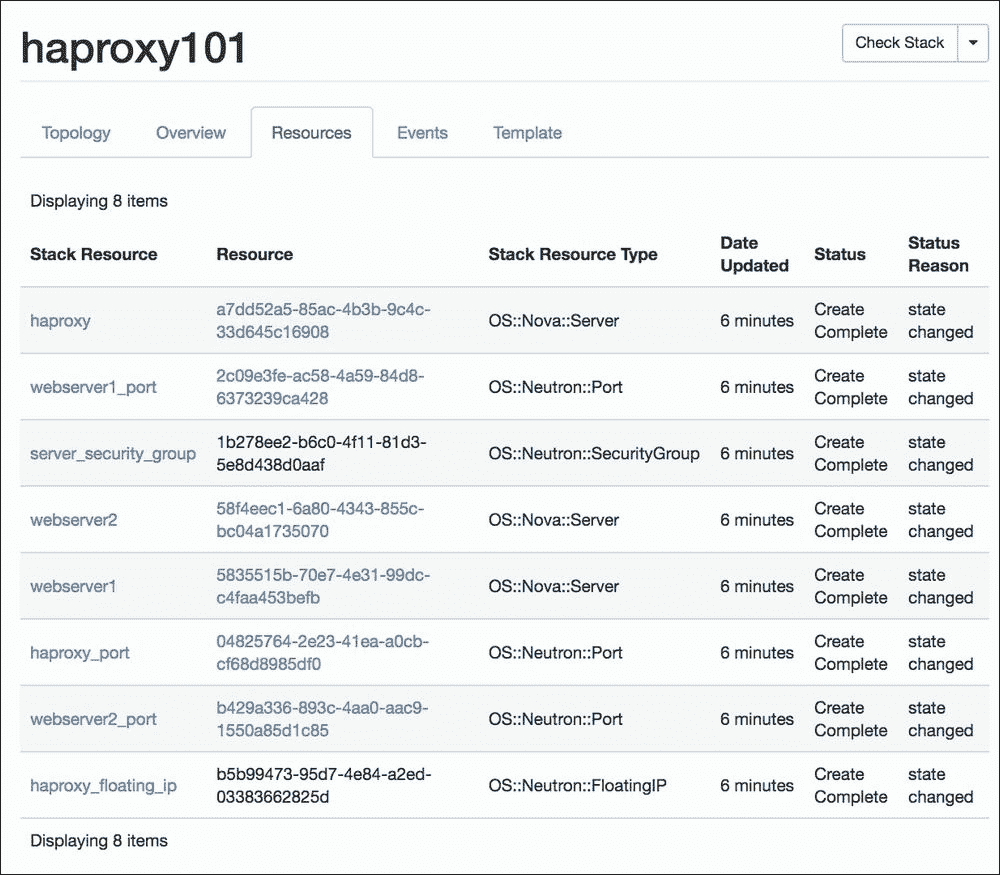 haproxy101
Check Stack
Topology Overview Resources Events Template
Displaying 8 items
Stack Resource Resource Stack Resource Type Date Updated Status Status Reason
haproxy a7dd52a5-85ac-4b3b-9c4c-33d645c16908 OS::Nova::Server 6 minutes Create Complete state changed
webserver1_port 2c09e3fe-ac58-4a59-84d8-6373239ca428 OS::Neutron::Port 6 minutes Create Complete state changed
server_security_group 1b278ee2-b6c0-4f11-81d3-5e8d438d0aaf OS::Neutron::SecurityGroup 6 minutes Create Complete state changed
webserver2 58f4eec1-6a80-4343-855c-bc04a1735070 OS::Nova::Server 6 minutes Create Complete state changed
webserver1 5835515b-70e7-4e31-99dc-c4faa453befb OS::Nova::Server 6 minutes Create Complete state changed
haproxy_port 04825764-2e23-41ea-a0cb-cf68d8985df0 OS::Neutron::Port 6 minutes Create Complete state changed
webserver2_port b429a336-893c-4aa0-aac9-1550a85d1c85 OS::Neutron::Port 6 minutes Create Complete state changed
haproxy_floating_ip b5b99473-95d7-4e84-a2ed-03383662825d OS::Neutron::FloatingIP 6 minutes Create Complete state changed
Displaying 8 items